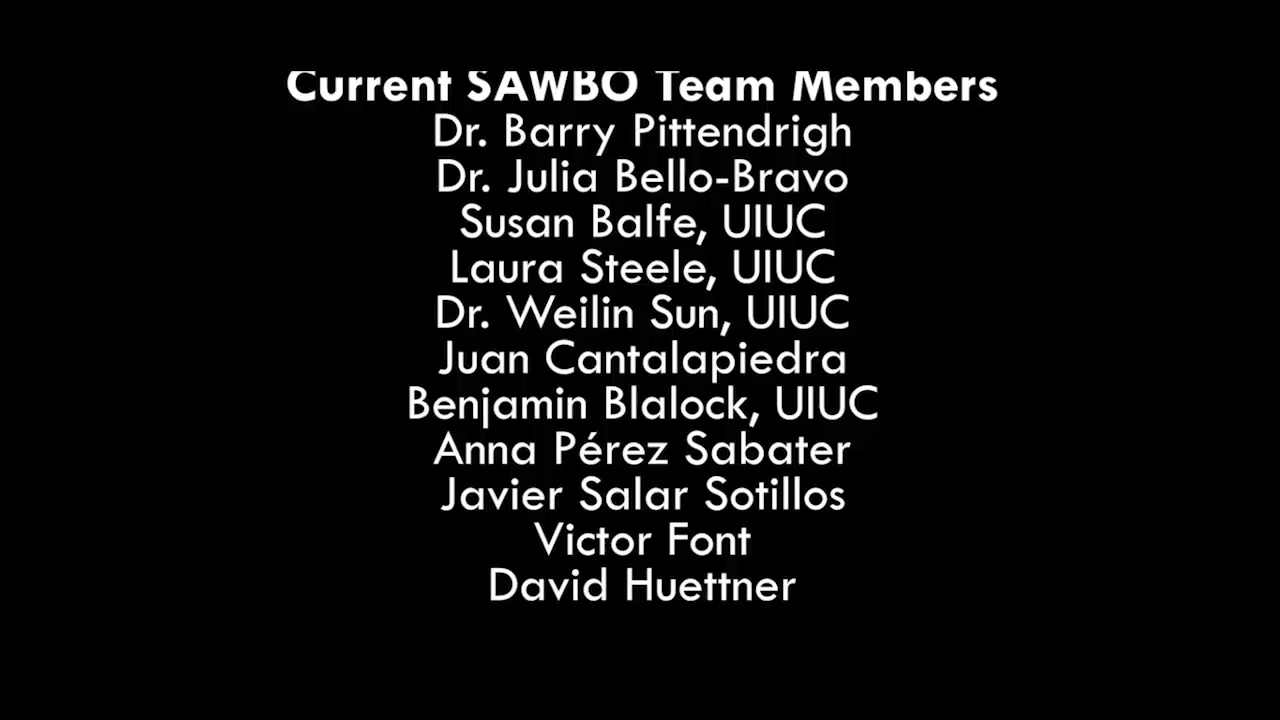 Current SAWBO Team Members
Dr. Barry Pittendrigh
Dr. Julia Bello-Bravo
Susan Balfe, UIUC
Laura Steele, UIUC
Dr. Weilin Sun, UIUC
Juan Cantalapiedra
Benjamin Blalock, UIUC
Anna Pérez Sabater
Javier Salar Sotillos
Victor Font
David Huettner